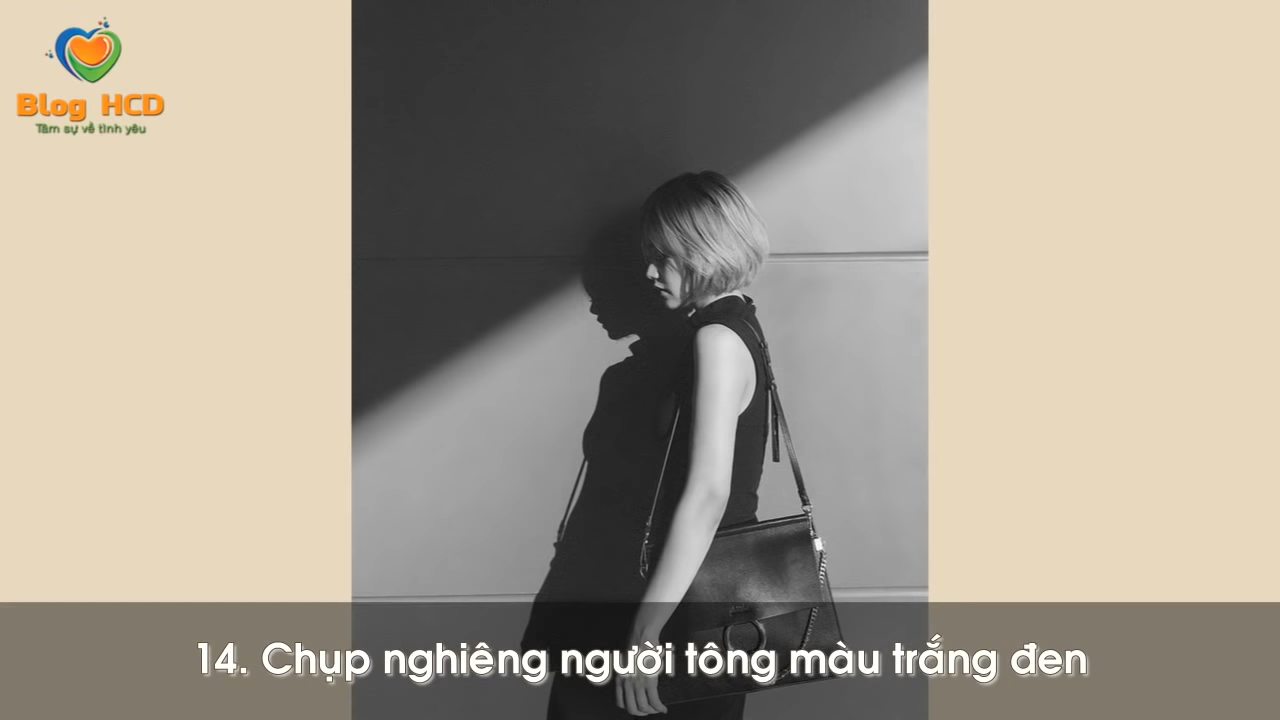 Blog HCD
Tâm sự về tình yêu
14. Chụp nghiêng người tông màu trắng đen